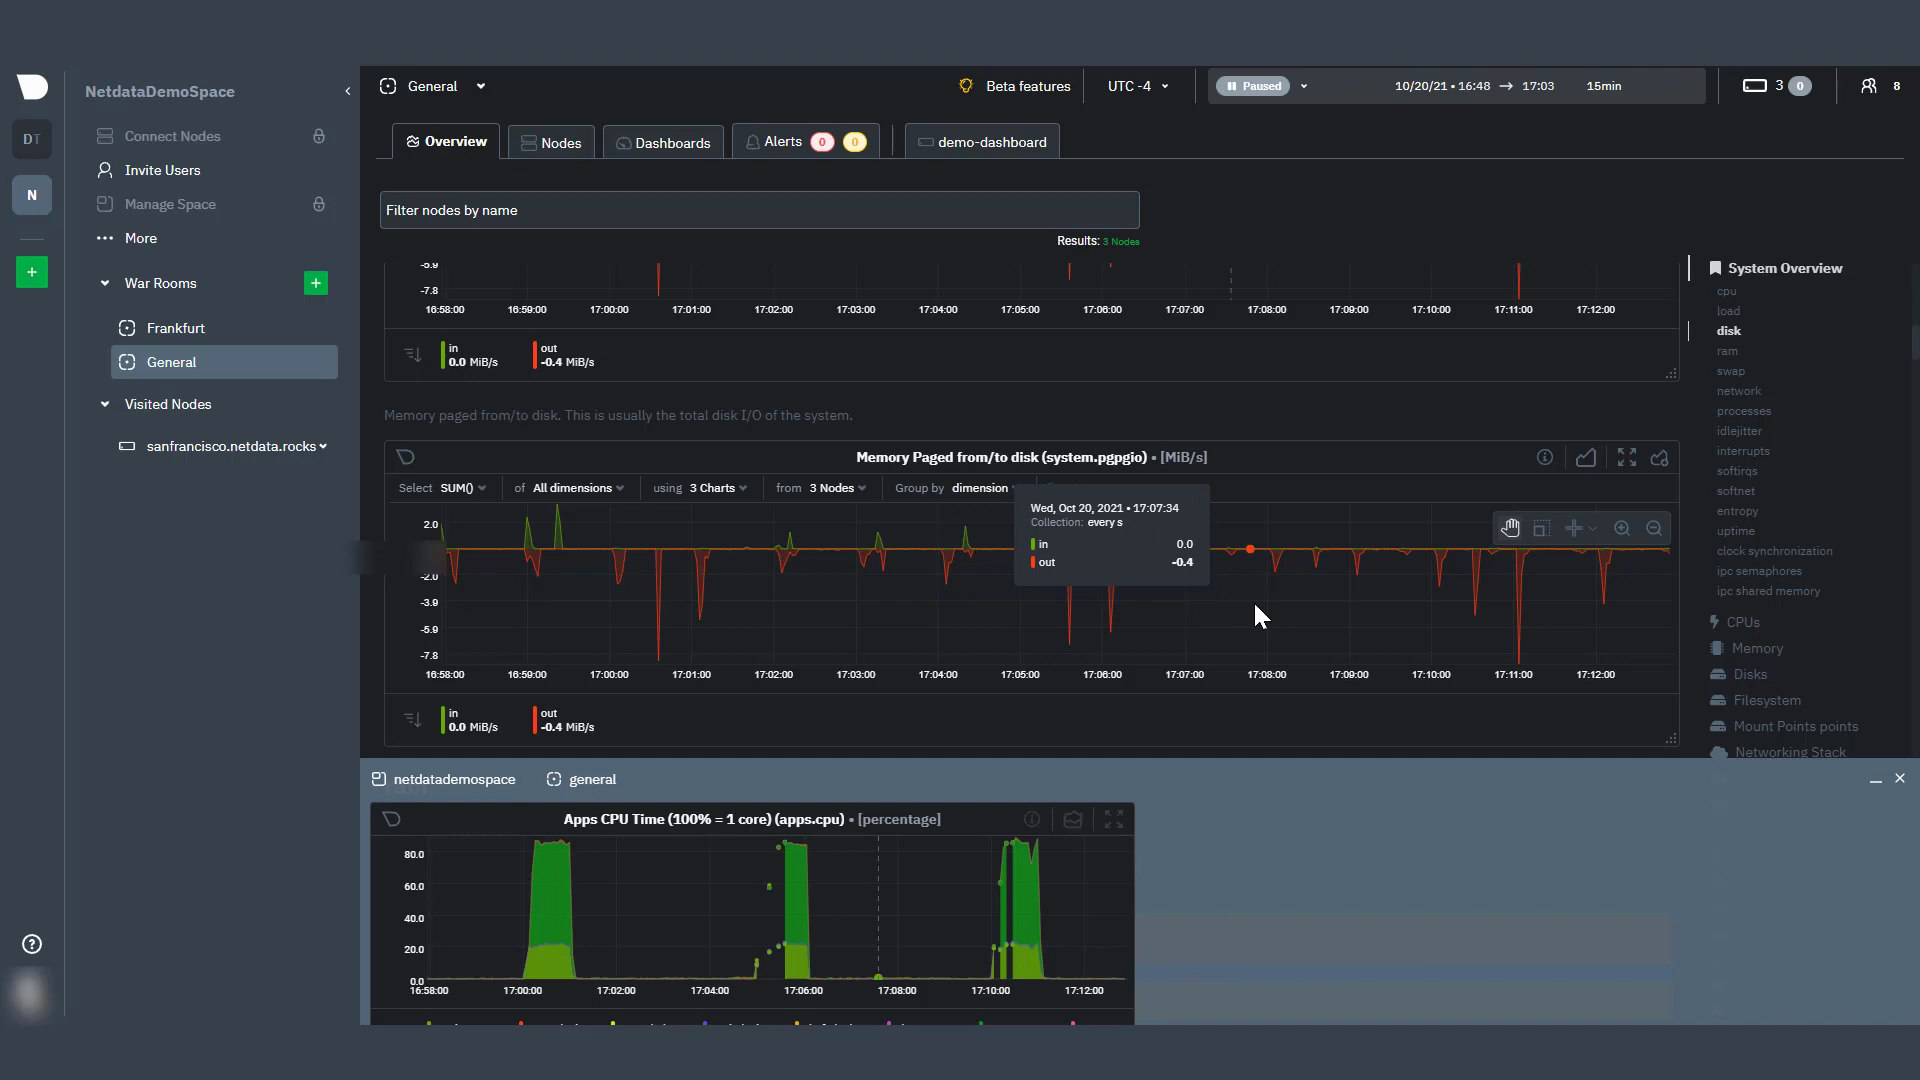 NetdataDemoSpace
DT
N
+
Connect Nodes
Invite Users
Manage Space
More
War Rooms
+
Frankfurt
General
Visited Nodes
sanfrancisco.netdata.rocks
General
Beta features
UTC -4
Paused
10/20/21 • 16:48 → 17:03
15min
3
0
8
Overview
Nodes
Dashboards
Alerts 0 0
demo-dashboard
Filter nodes by name
Results: 3 Nodes
-5.9
-7.8
16:58:00 16:59:00 17:00:00 17:01:00 17:02:00 17:03:00 17:04:00 17:05:00 17:06:00 17:07:00 17:08:00 17:09:00 17:10:00 17:11:00 17:12:00
in out
0.0 MiB/s -0.4 MiB/s
Memory paged from/to disk. This is usually the total disk I/O of the system.
Memory Paged from/to disk (system.pgpgio) • [MiB/s]
Select SUM() of All dimensions using 3 Charts from 3 Nodes Group by dimension
Wed, Oct 20, 2021 • 17:07:34
Collection: every s
in 0.0
out -0.4
2.0
-2.0
-3.9
-5.9
-7.8
16:58:00 16:59:00 17:00:00 17:01:00 17:02:00 17:03:00 17:04:00 17:05:00 17:06:00 17:07:00 17:08:00 17:09:00 17:10:00 17:11:00 17:12:00
in out
0.0 MiB/s -0.4 MiB/s
System Overview
cpu
load
disk
ram
swap
network
processes
idlejitter
interrupts
softirqs
softnet
entropy
uptime
clock synchronization
ipc semaphores
ipc shared memory
CPUs
Memory
Disks
Filesystem
Mount Points points
Networking Stack
netdatademospace general
Apps CPU Time (100% = 1 core) (apps.cpu) • [percentage]
80.0
60.0
40.0
20.0
0.0
16:58:00 17:00:00 17:02:00 17:04:00 17:06:00 17:08:00 17:10:00 17:12:00